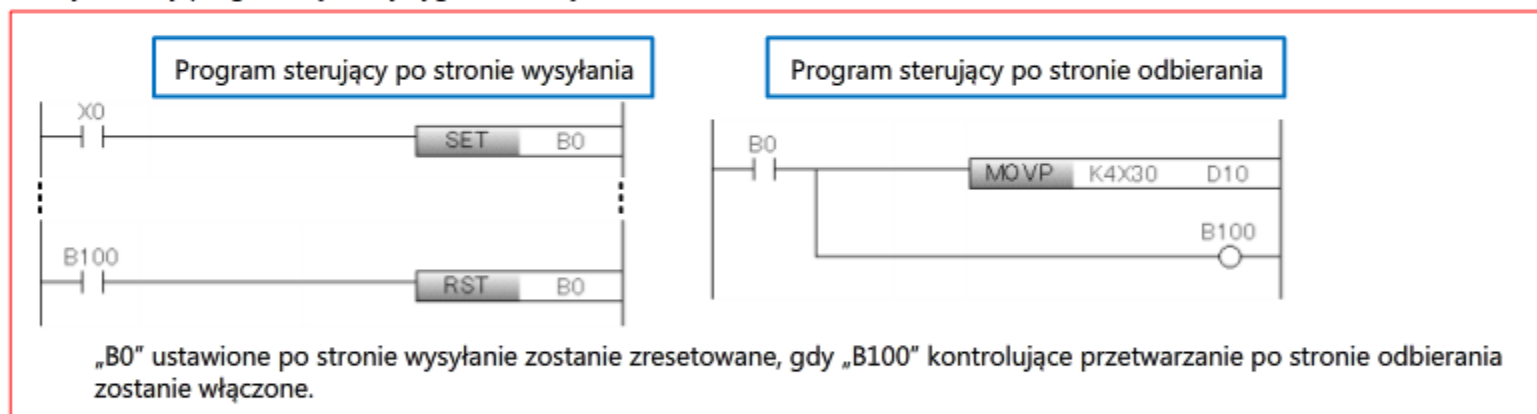 Program sterujący po stronie wysyłania
X0
SET B0
B100
RST B0
Program sterujący po stronie odbierania
B0
MOVP K4X30 D10
B100
„B0” ustawione po stronie wysyłanie zostanie zresetowane, gdy „B100” kontrolujące przetwarzanie po stronie odbierania
zostanie włączone.